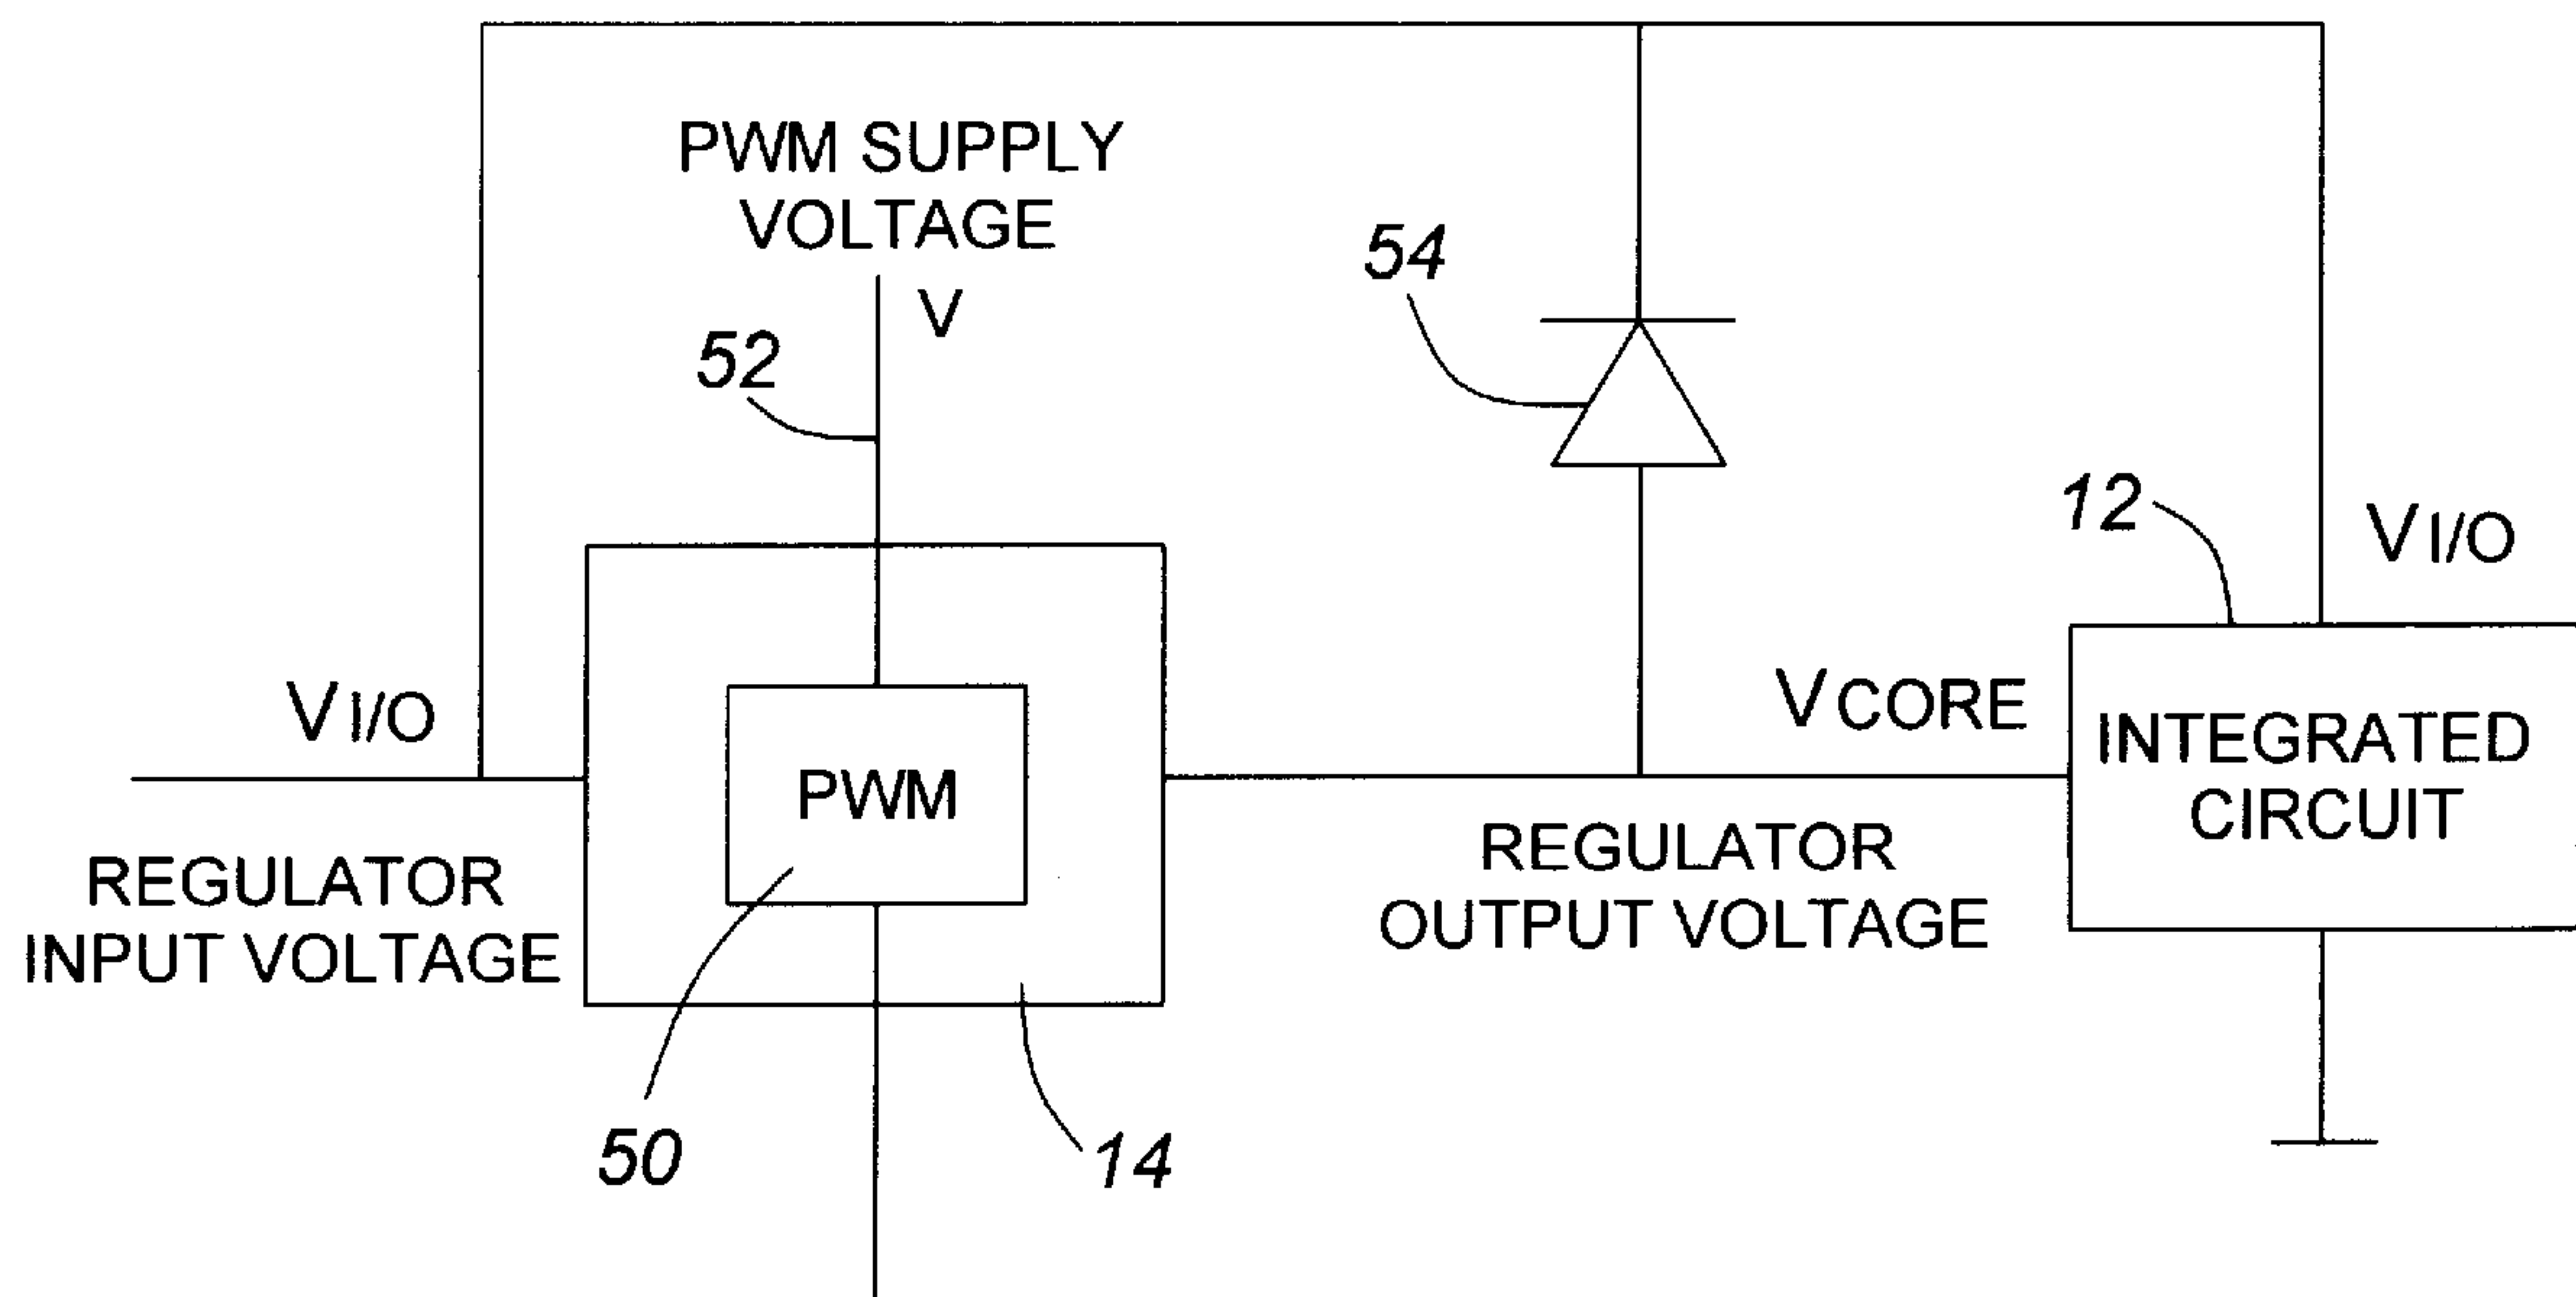 PWM SUPPLY
VOLTAGE
V
52
54
12
VI/O
VI/O
VCORE
INTEGRATED
CIRCUIT
PWM
REGULATOR
INPUT VOLTAGE
REGULATOR
OUTPUT VOLTAGE
50
14